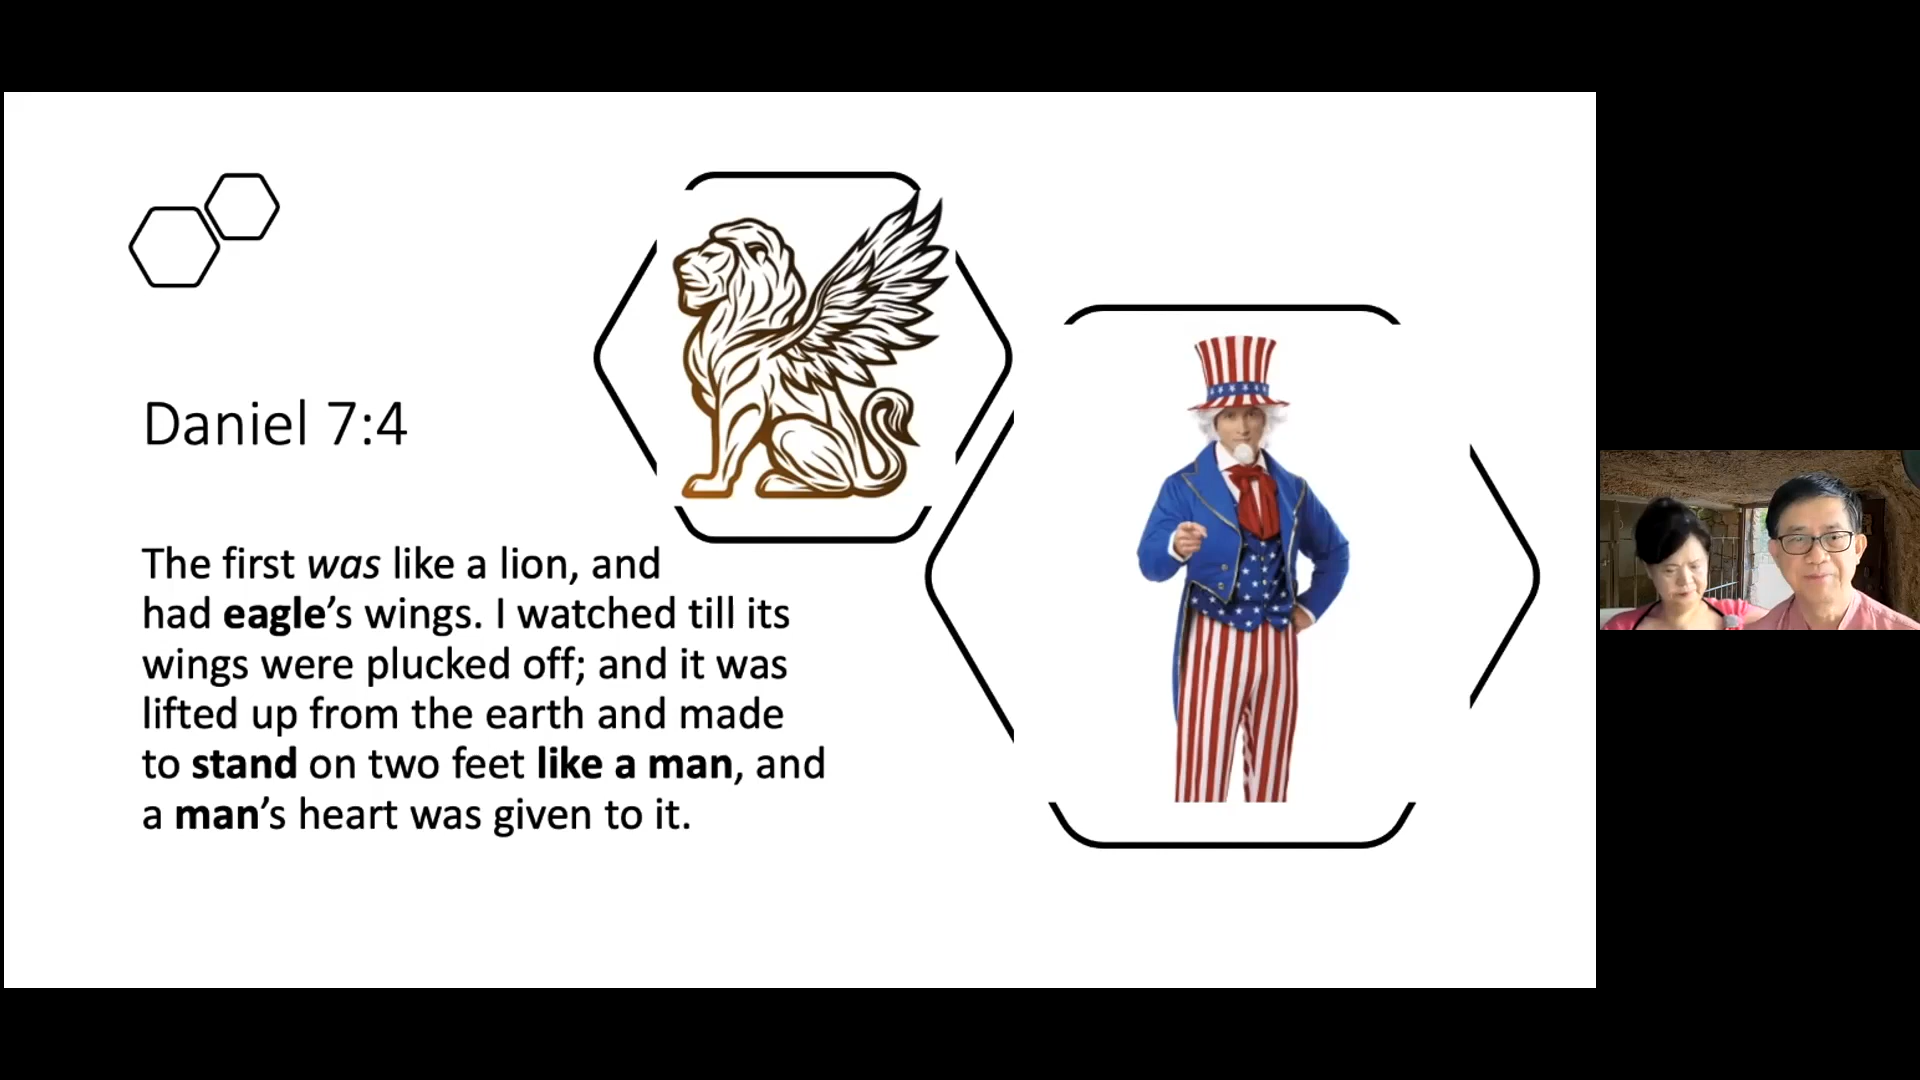 Daniel 7:4
The first was like a lion, and
had eagle’s wings. I watched till its
wings were plucked off; and it was
lifted up from the earth and made
to stand on two feet like a man, and
a man’s heart was given to it.